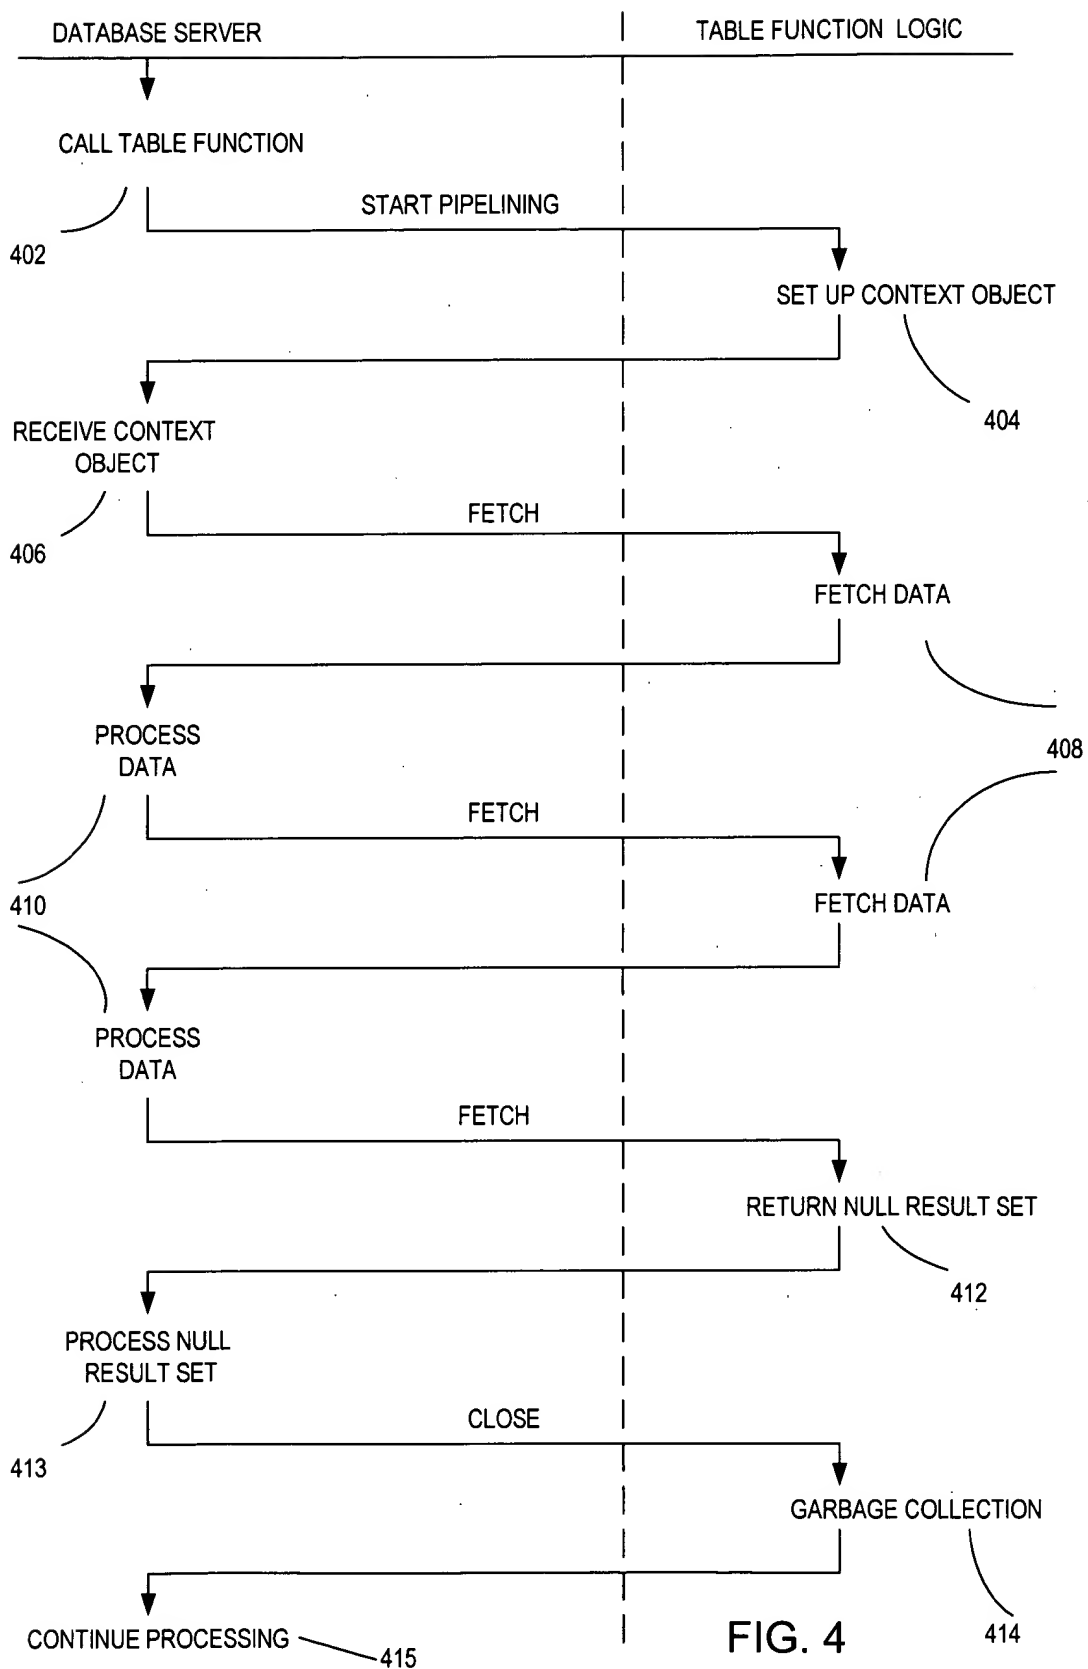 DATABASE SERVER
TABLE FUNCTION LOGIC
CALL TABLE FUNCTION
START PIPELINING
402
SET UP CONTEXT OBJECT
404
RECEIVE CONTEXT
OBJECT
FETCH
406
FETCH DATA
PROCESS
DATA
408
FETCH
410
FETCH DATA
PROCESS
DATA
FETCH
RETURN NULL RESULT SET
412
PROCESS NULL
RESULT SET
CLOSE
413
GARBAGE COLLECTION
414
CONTINUE PROCESSING
415
FIG. 4